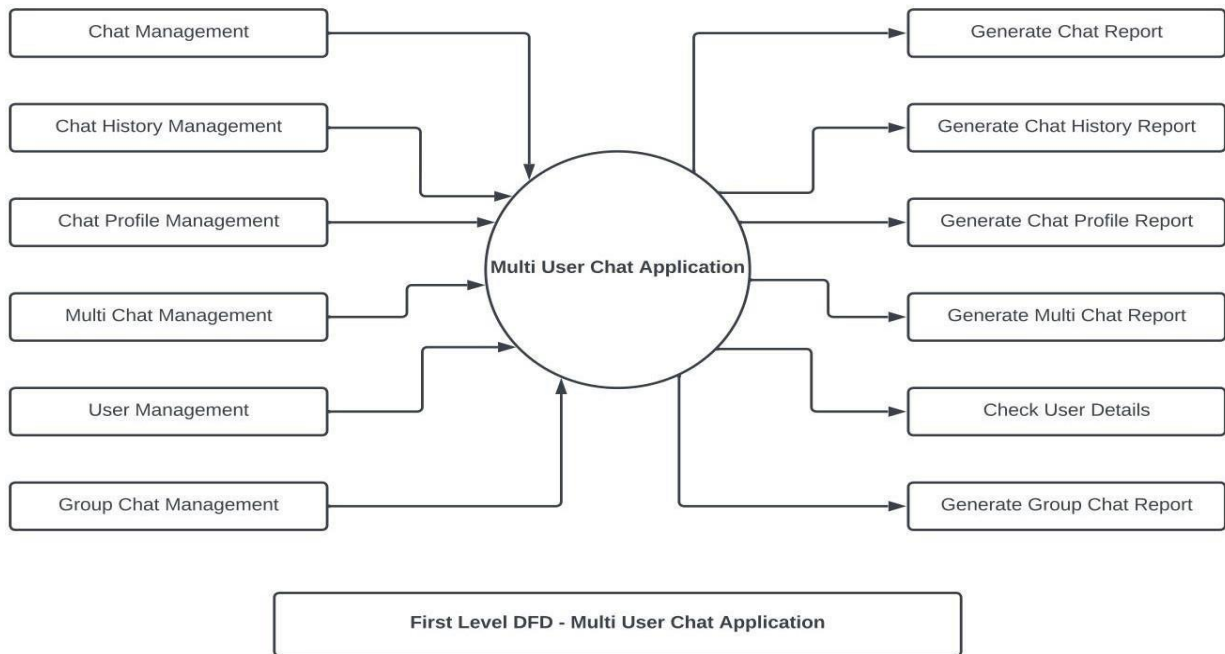 Chat Management
Chat History Management
Chat Profile Management
Multi Chat Management
User Management
Group Chat Management
Multi User Chat Application
Generate Chat Report
Generate Chat History Report
Generate Chat Profile Report
Generate Multi Chat Report
Check User Details
Generate Group Chat Report
First Level DFD - Multi User Chat Application